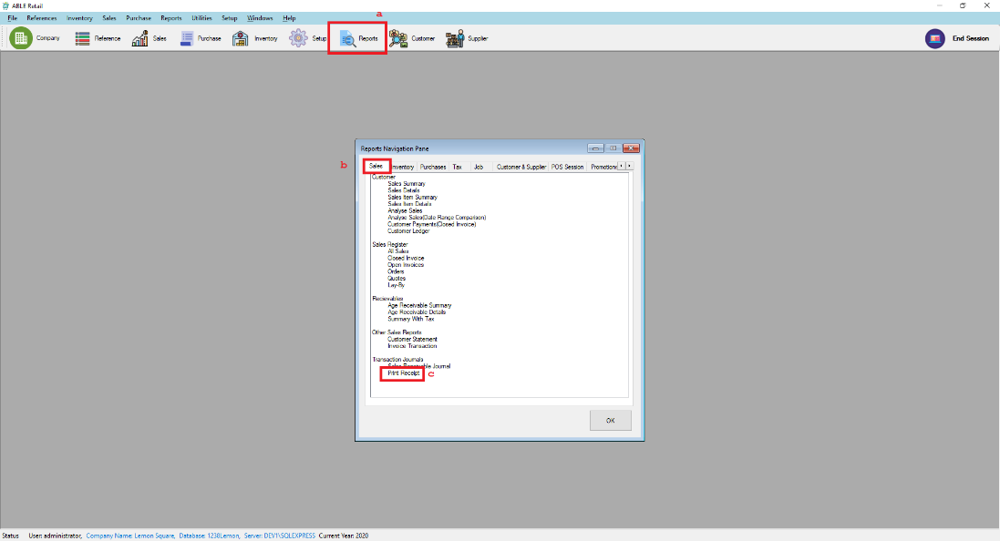 ABLE Retail
File References Inventory Sales Purchase Reports Utilities Setup Windows Help
a
Company Reference Sales Purchase Inventory Setup Reports Customer Supplier End Session
Reports Navigation Pane
b
Sales Inventory Purchases Tax Job Customer & Supplier POS Session Promotions
Customer
Sales Summary
Sales Details
Sales Item Summary
Sales Item Details
Analyse Sales
Analyse Sales(Date Range Comparison)
Customer Payments(Closed Invoice)
Customer Ledger
Sales Register
All Sales
Closed Invoice
Open Invoices
Orders
Quotes
Lay-By
Recievables
Age Receivable Summary
Age Receivable Details
Summary With Tax
Other Sales Reports
Customer Statement
Invoice Transaction
Transaction Journals
Sales Receivable Journal
Print Receipt c
OK
Status User: administrator, Company Name: Lemon Square, Database: 1230Lemon, Server: DEV1\SQLEXPRESS Current Year: 2020